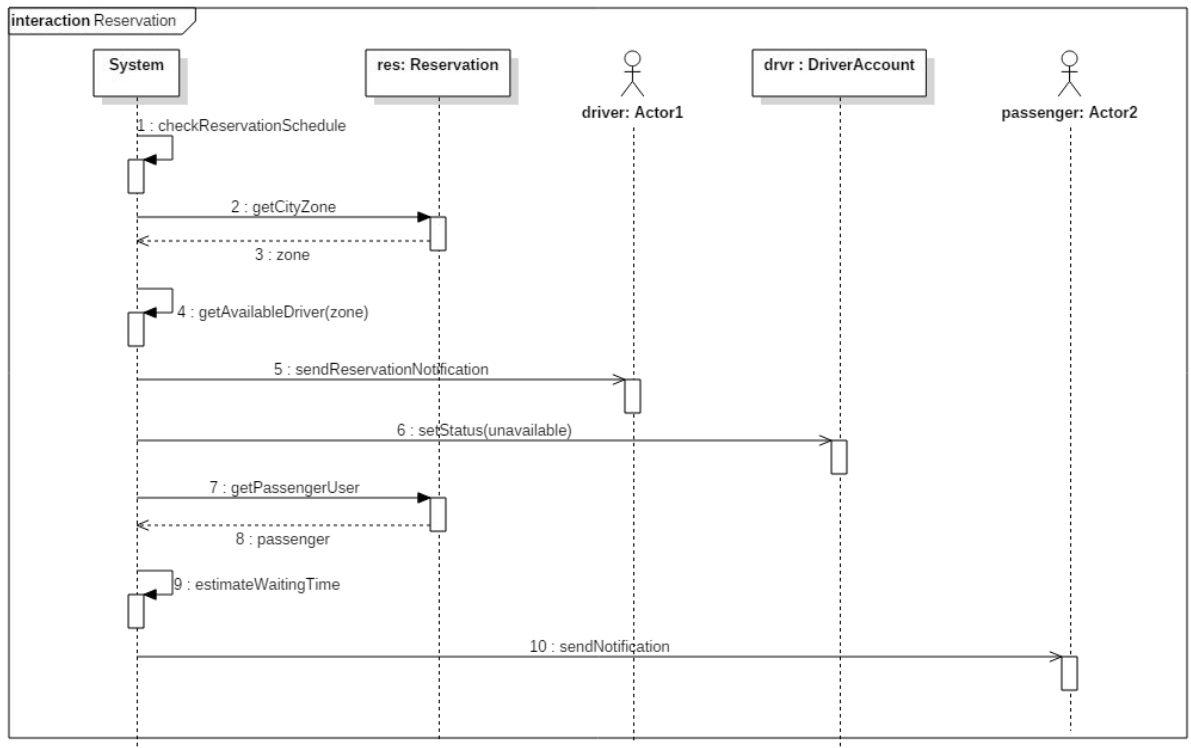 interaction Reservation
System
res: Reservation
driver: Actor1
drvr : DriverAccount
passenger: Actor2
1 : checkReservationSchedule
2 : getCityZone
3 : zone
4 : getAvailableDriver(zone)
5 : sendReservationNotification
6 : setStatus(unavailable)
7 : getPassengerUser
8 : passenger
9 : estimateWaitingTime
10 : sendNotification